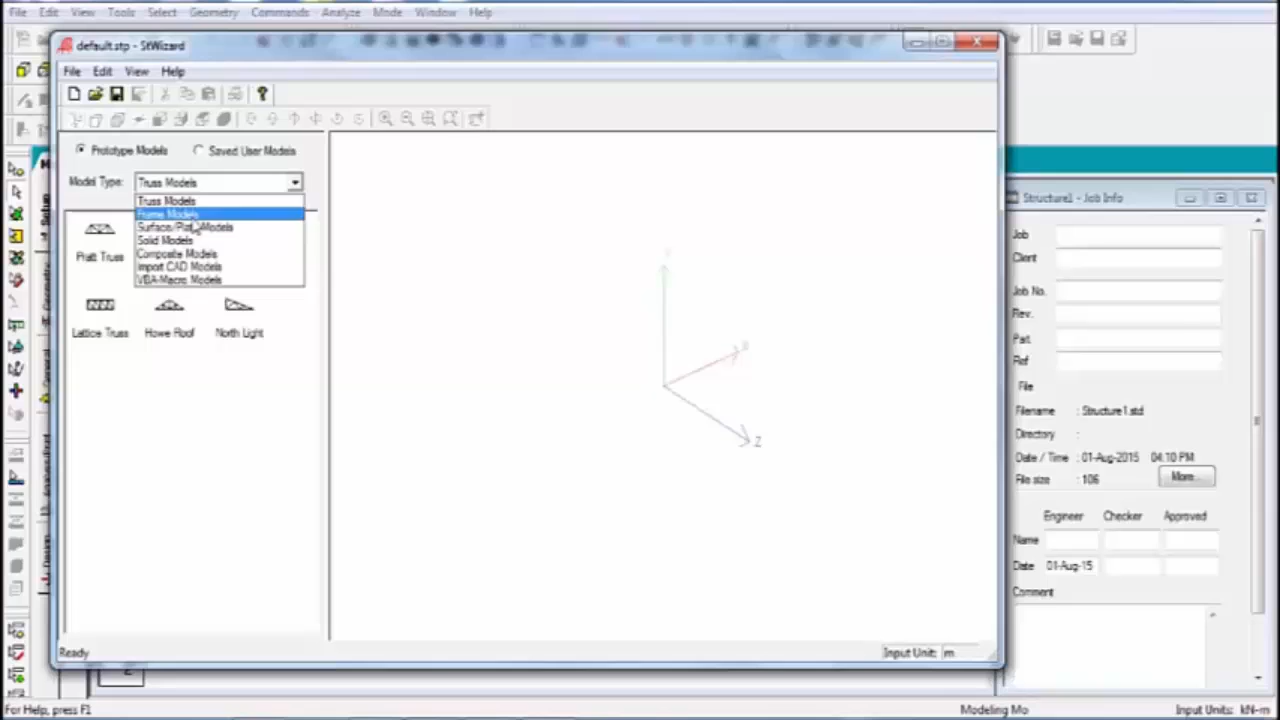 File Edit View Tools Select Geometry Commands Analyze Mode Window Help
default.stp - StWizard
File Edit View Help
Prototype Models Saved User Models
Model Type: Truss Models
Truss Models
Frame Models
Surface/Plate Models
Solid Models
Composite Models
Import CAD Models
VBA-Macro Models
Pratt Truss
Lattice Truss Howe Roof North Light
Y
X
Z
Ready
Input Unit: m
Structure1 - Job Info
Job
Client
Job No.
Rev.
Part
Ref
File
Filename : Structure1.std
Directory :
Date / Time : 01-Aug-2015 04:10 PM
File size : 106 More...
Engineer Checker Approved
Name
Date 01-Aug-15
Comment
For Help, press F1
Modeling Mo
Input Units: kN-m